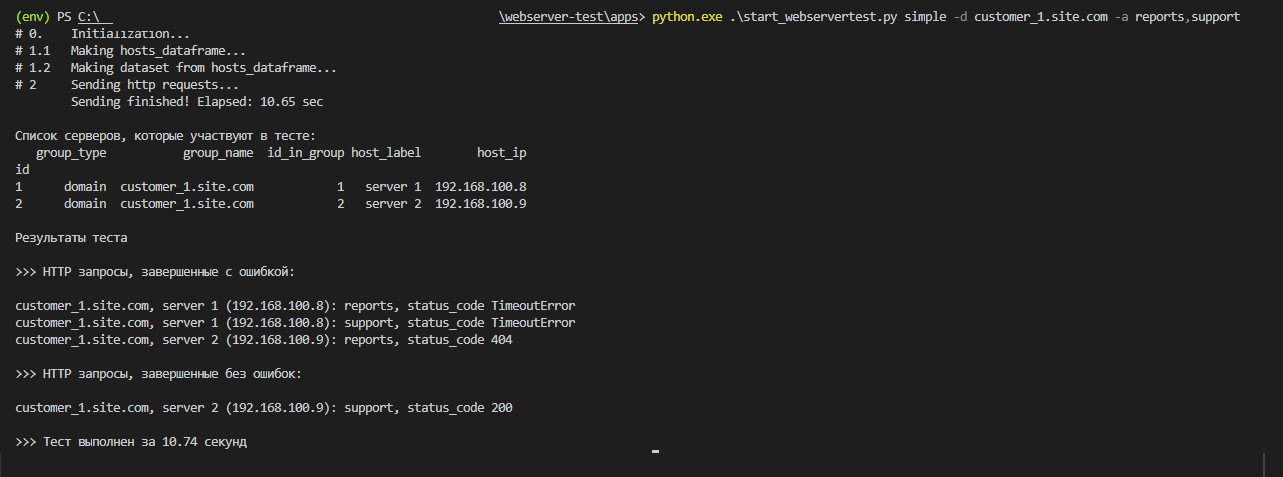 (env) PS C:\ \webserver-test\apps> python.exe .\start_webservertest.py simple -d customer_1.site.com -a reports,support
# 0. Initialization...
# 1.1 Making hosts_dataframe...
# 1.2 Making dataset from hosts_dataframe...
# 2 Sending http requests...
Sending finished! Elapsed: 10.65 sec
Список серверов, которые участвуют в тесте:
group_type group_name id_in_group host_label host_ip
id
1 domain customer_1.site.com 1 server 1 192.168.100.8
2 domain customer_1.site.com 2 server 2 192.168.100.9
Результаты теста
>>> HTTP запросы, завершенные с ошибкой:
customer_1.site.com, server 1 (192.168.100.8): reports, status_code TimeoutError
customer_1.site.com, server 1 (192.168.100.8): support, status_code TimeoutError
customer_1.site.com, server 2 (192.168.100.9): reports, status_code 404
>>> HTTP запросы, завершенные без ошибок:
customer_1.site.com, server 2 (192.168.100.9): support, status_code 200
>>> Тест выполнен за 10.74 секунд